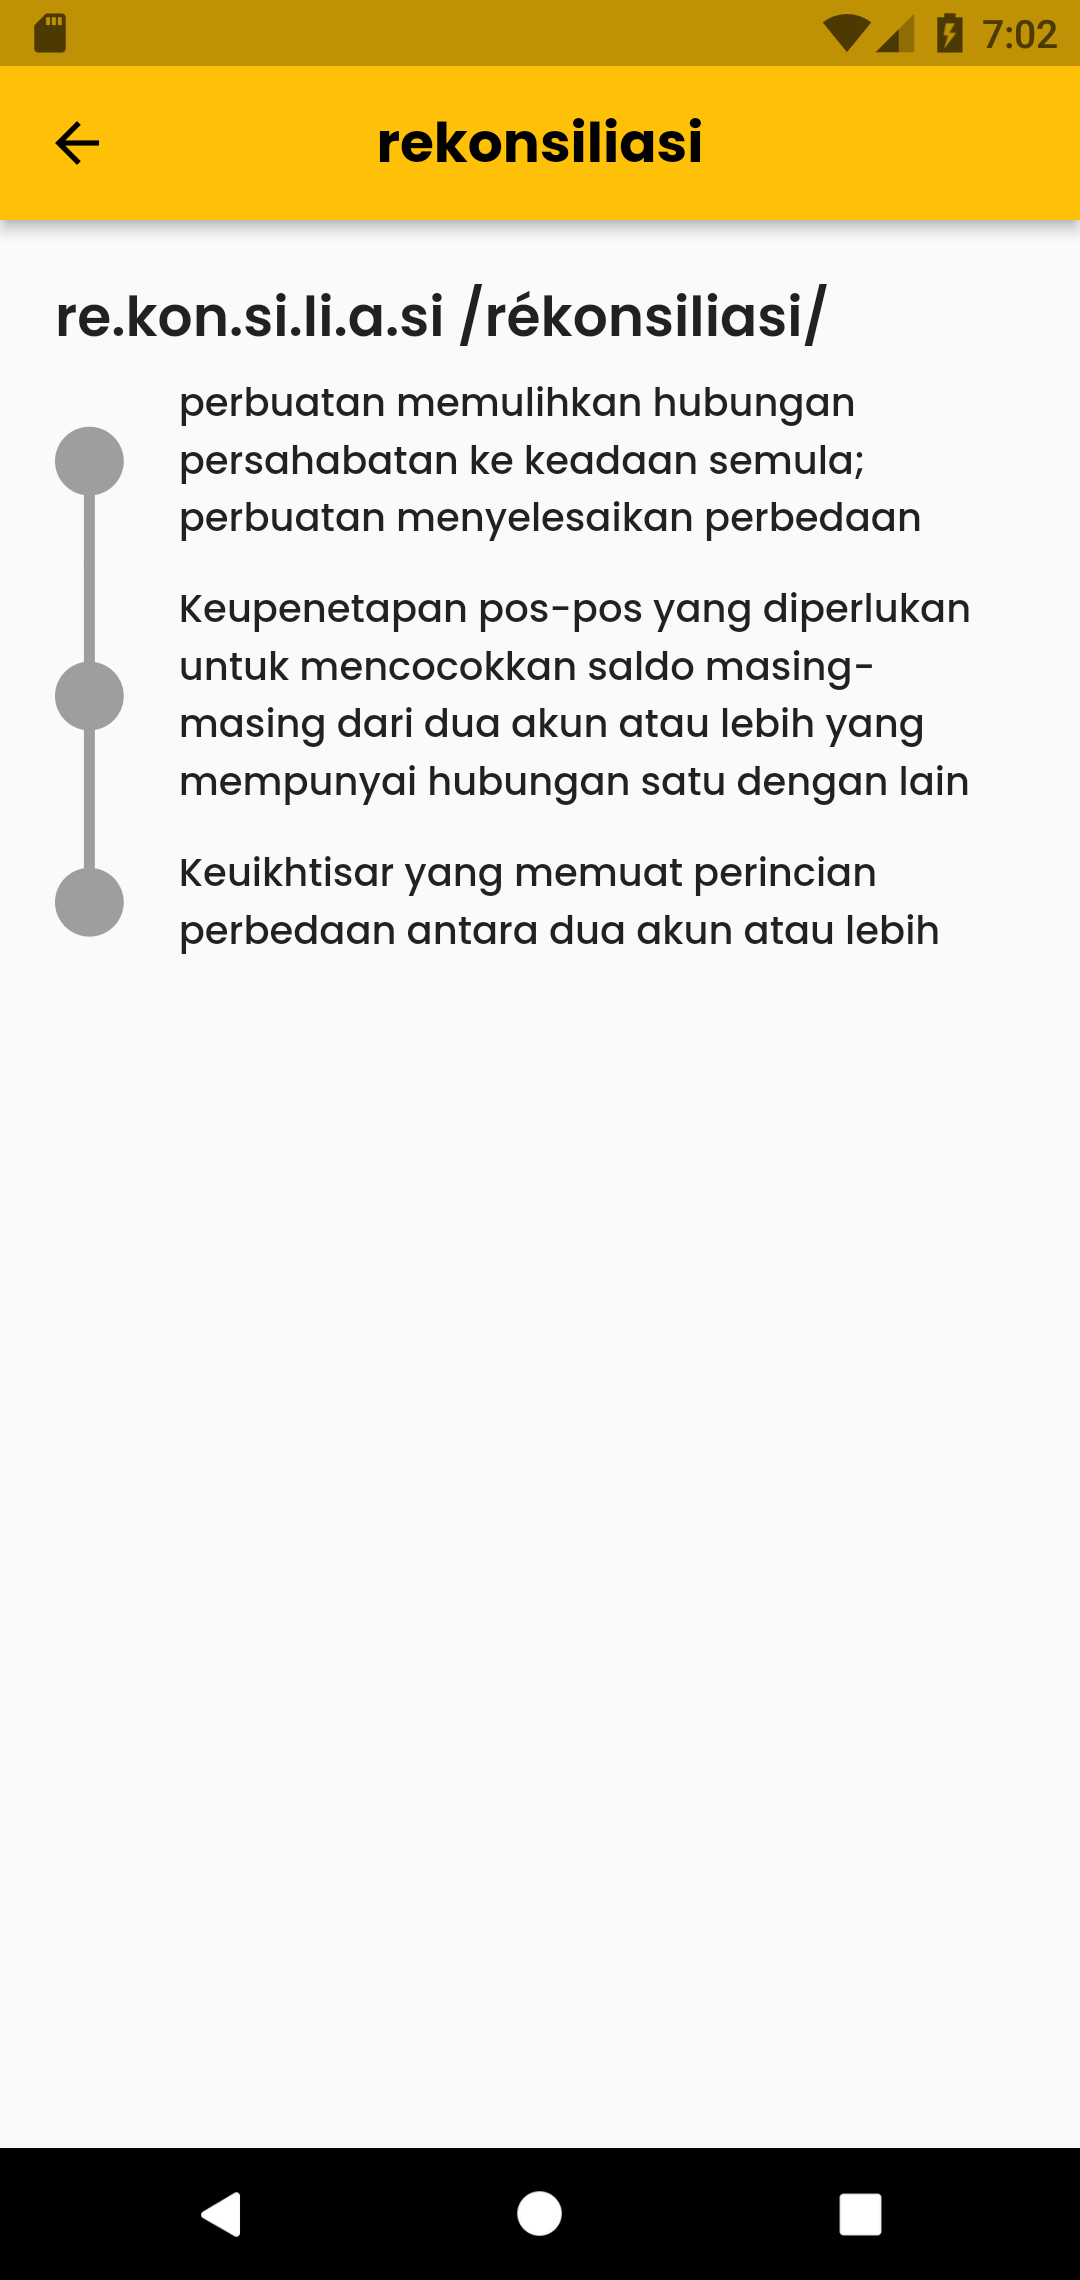 7:02
rekonsiliasi
re.kon.si.li.a.si /rékonsiliasi/
perbuatan memulihkan hubungan
persahabatan ke keadaan semula;
perbuatan menyelesaikan perbedaan
Keupenetapan pos-pos yang diperlukan
untuk mencocokkan saldo masing-
masing dari dua akun atau lebih yang
mempunyai hubungan satu dengan lain
Keuikhtisar yang memuat perincian
perbedaan antara dua akun atau lebih